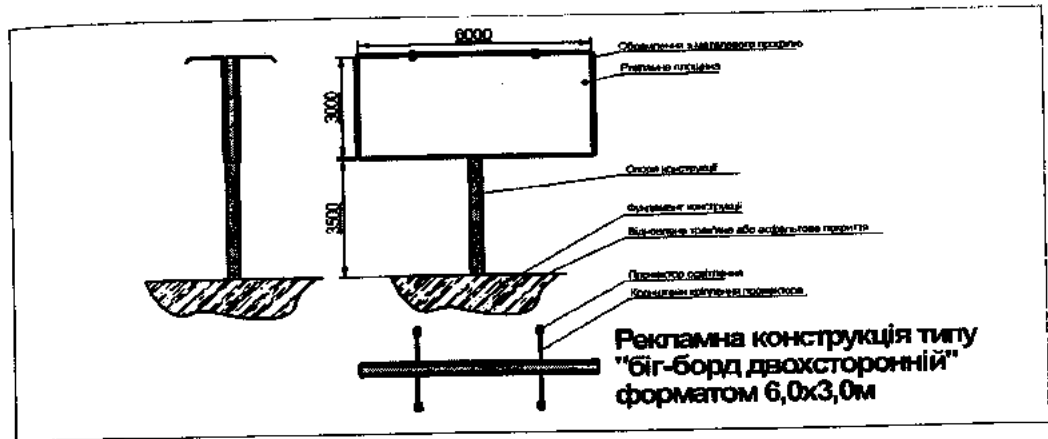 6000
Обрамлення з металевого профілю
Рекламна площина
3000
Опора конструкції
3500
Фундамент конструкції
Відновлене трав'яне або асфальтове покриття
Прожектор освітлення
Кронштейн кріплення прожектора
Рекламна конструкція типу
"біг-борд двохсторонній"
форматом 6,0х3,0м